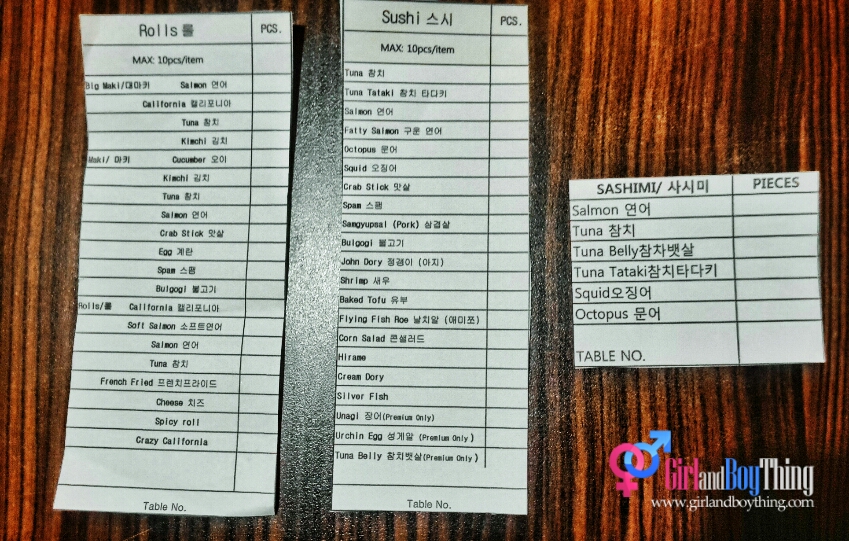 Rolls 롤 PCS.
MAX: 10pcs/item
Big Maki/대마키 Salmon 연어
California 캘리포니아
Tuna 참치
Kimchi 김치
Maki/ 마키 Cucumber 오이
Kimchi 김치
Tuna 참치
Salmon 연어
Crab Stick 맛살
Egg 계란
Spam 스팸
Bulgogi 불고기
Rolls/롤 California 캘리포니아
Soft Salmon 소프트연어
Salmon 연어
Tuna 참치
French Fried 프렌치프라이드
Cheese 치즈
Spicy roll
Crazy California
Table No.
Sushi 스시 PCS.
MAX: 10pcs/item
Tuna 참치
Tuna Tataki 참치 타다키
Salmon 연어
Fatty Salmon 구운 연어
Octopus 문어
Squid 오징어
Crab Stick 맛살
Spam 스팸
Samgyupsal (Pork) 삼겹살
Bulgogi 불고기
John Dory 정갱이 (아지)
Shrimp 새우
Baked Tofu 유부
Flying Fish Roe 날치알 (애미쪼)
Corn Salad 콘샐러드
Hirame
Cream Dory
Silver Fish
Unagi 장어(Premium Only)
Urchin Egg 성게알 (Premium Only)
Tuna Belly 참치뱃살(Premium Only)
Table No.
SASHIMI/ 사시미 PIECES
Salmon 연어
Tuna 참치
Tuna Belly참차뱃살
Tuna Tataki참치타다키
Squid오징어
Octopus 문어
TABLE NO.
GirlandBoyThing
www.girlandboything.com